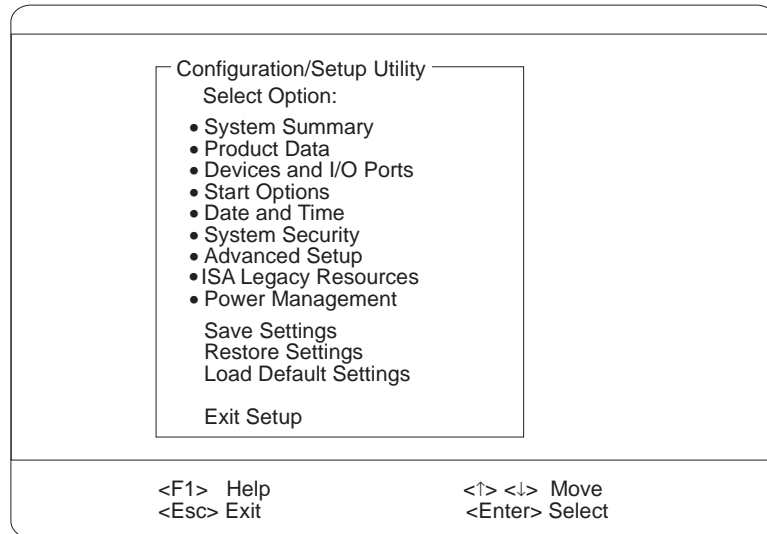 Configuration/Setup Utility
Select Option:
• System Summary
• Product Data
• Devices and I/O Ports
• Start Options
• Date and Time
• System Security
• Advanced Setup
•ISA Legacy Resources
• Power Management
Save Settings
Restore Settings
Load Default Settings
Exit Setup
<F1> Help <↑> <↓> Move
<Esc> Exit <Enter> Select